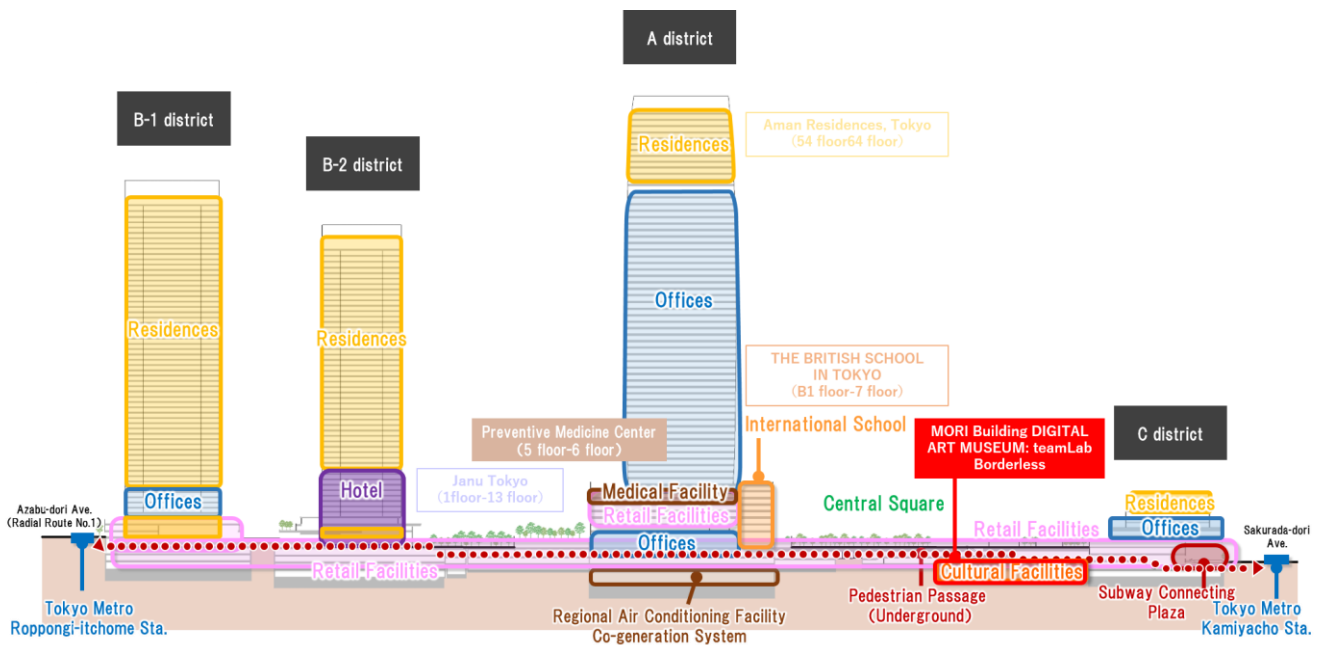 A district
B-1 district
B-2 district
Residences
Aman Residences, Tokyo
(54 floor64 floor)
Residences
Residences
Offices
THE BRITISH SCHOOL
IN TOKYO
(B1 floor-7 floor)
International School
Preventive Medicine Center
(5 floor-6 floor)
MORI Building DIGITAL
ART MUSEUM: teamLab
Borderless
C district
Janu Tokyo
(1floor-13 floor)
Hotel
Offices
Medical Facility
Retail Facilities
Central Square
Residences
Offices
Retail Facilities
Azabu-dori Ave.
(Radial Route No.1)
Sakurada-dori
Ave.
Offices
Retail Facilities
Cultural Facilities
Tokyo Metro
Roppongi-itchome Sta.
Regional Air Conditioning Facility
Co-generation System
Pedestrian Passage
(Underground)
Subway Connecting
Plaza
Tokyo Metro
Kamiyacho Sta.